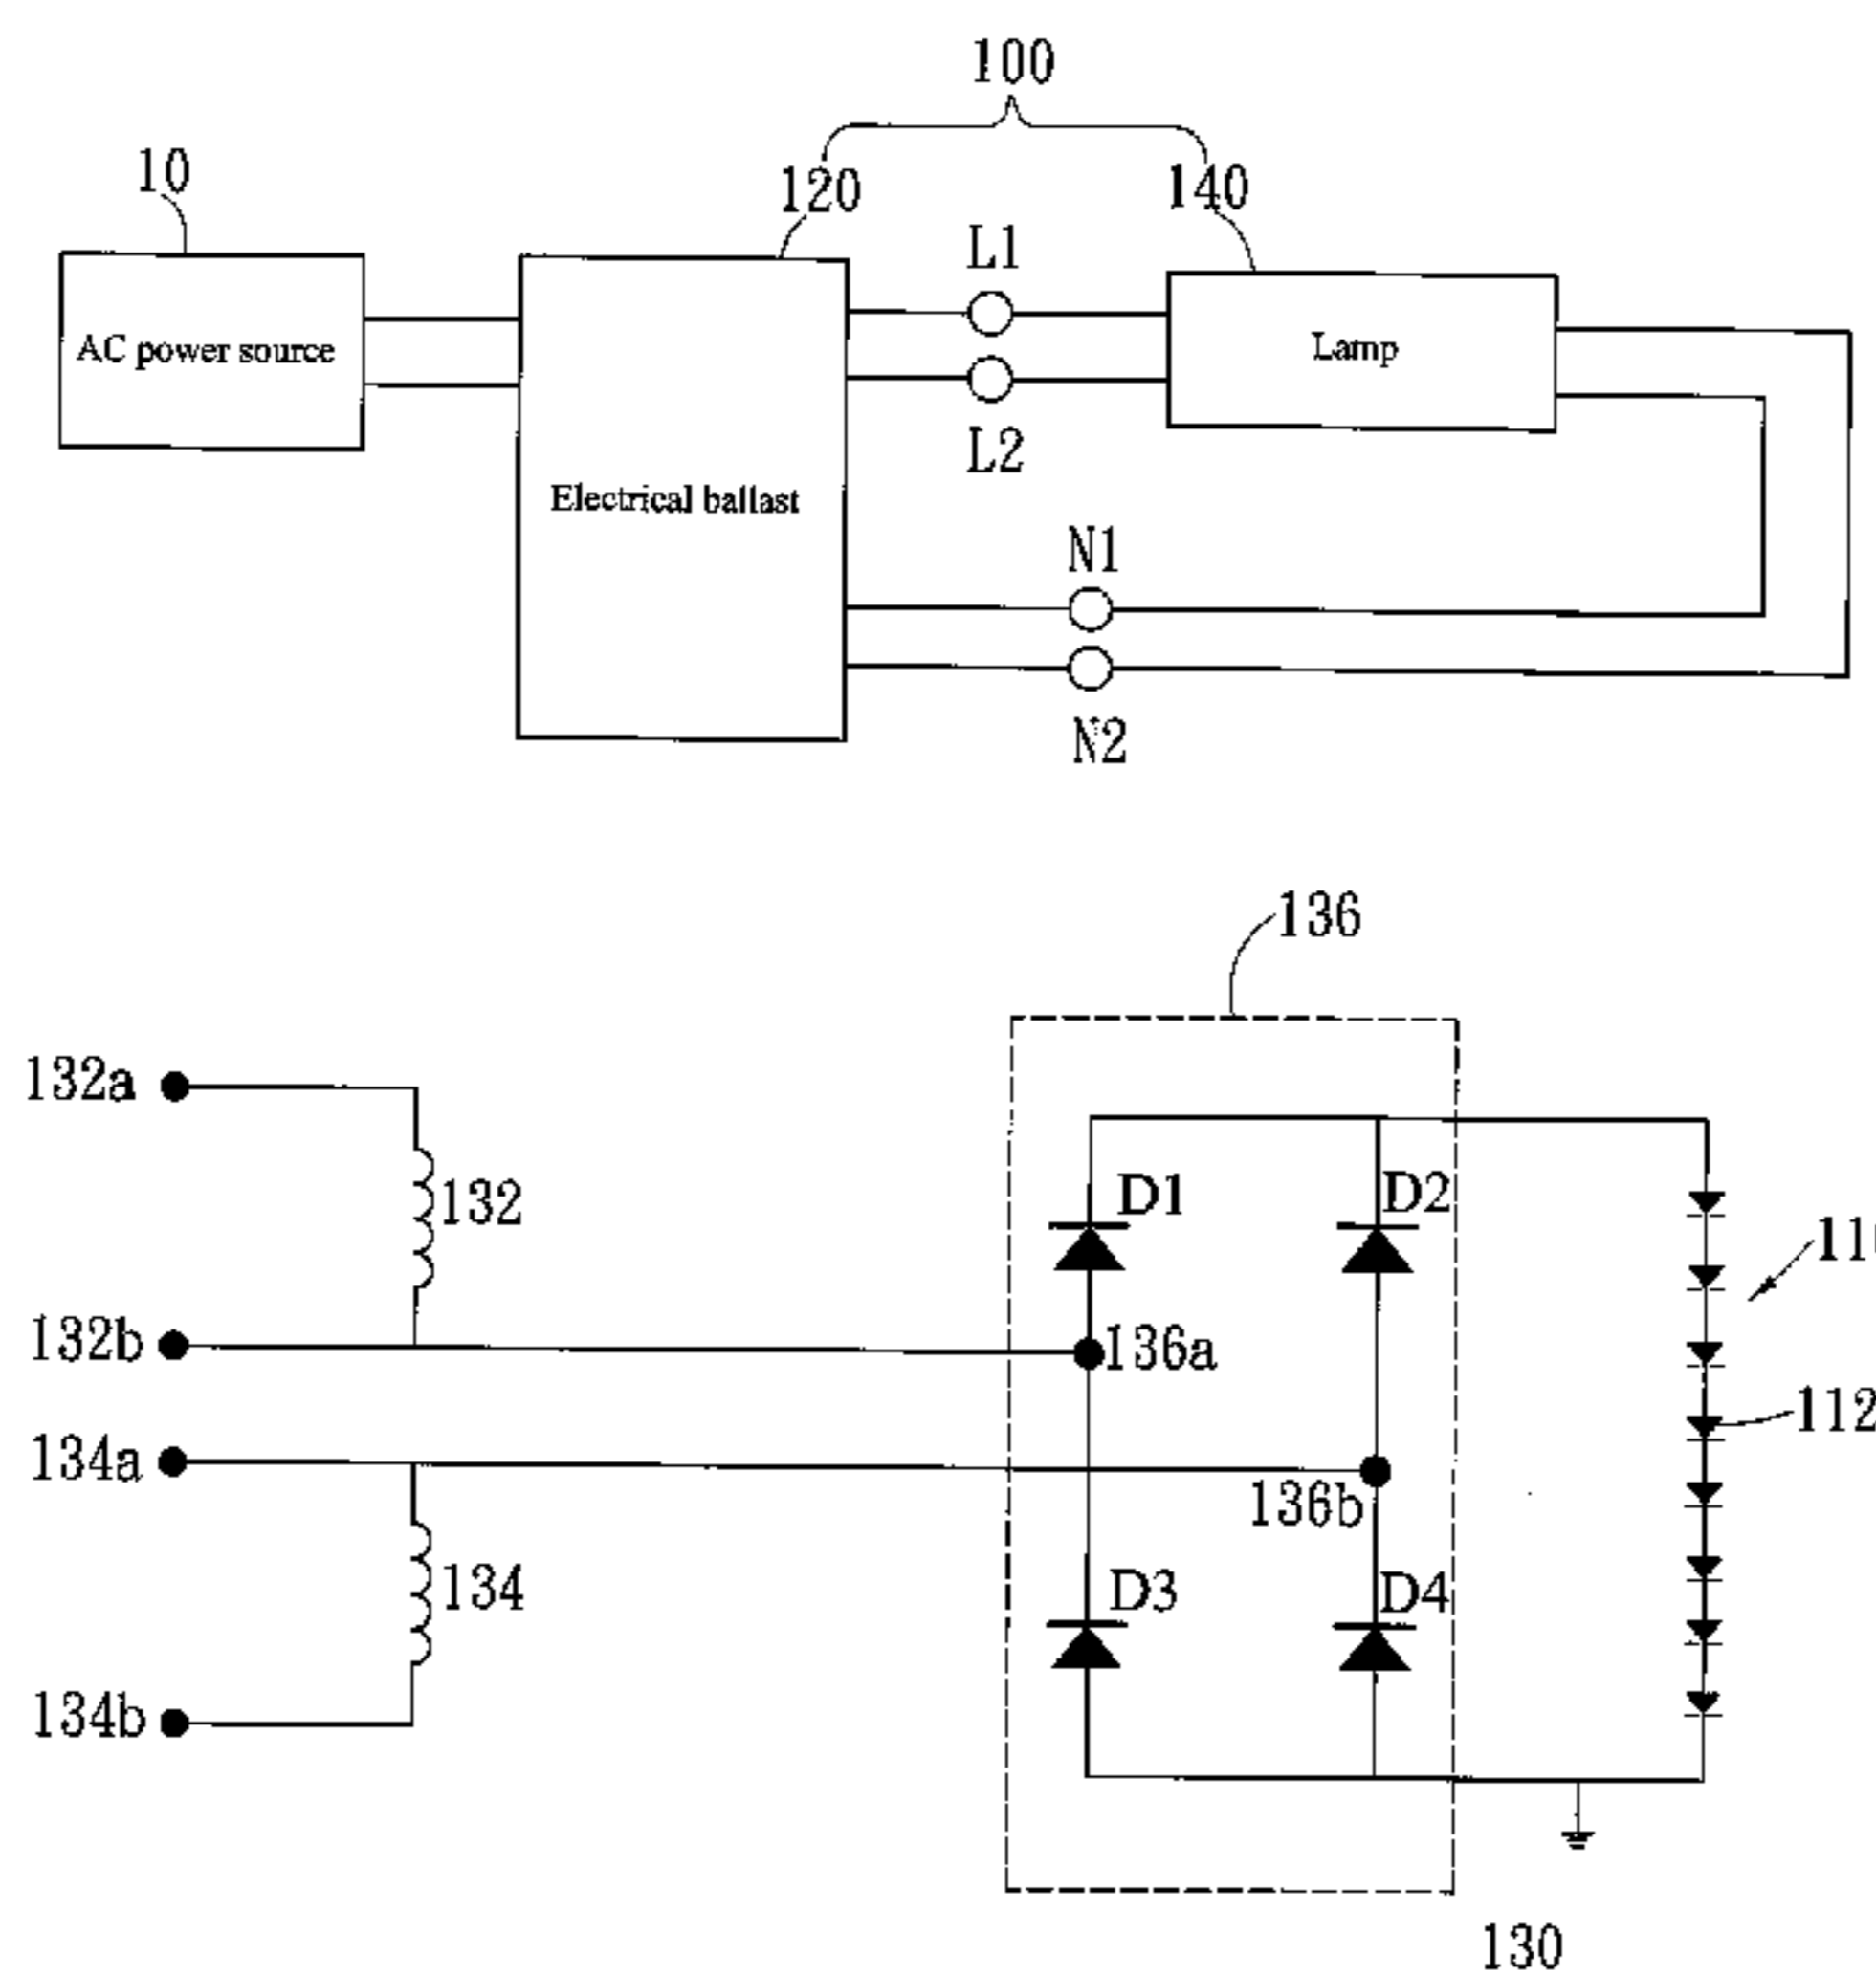 100
10
120
140
L1
AC power source
Lamp
L2
Electrical ballast
N1
N2
136
132a
132
D1
D2
132b
136a
112
134a
136b
134
D3
D4
134b
130